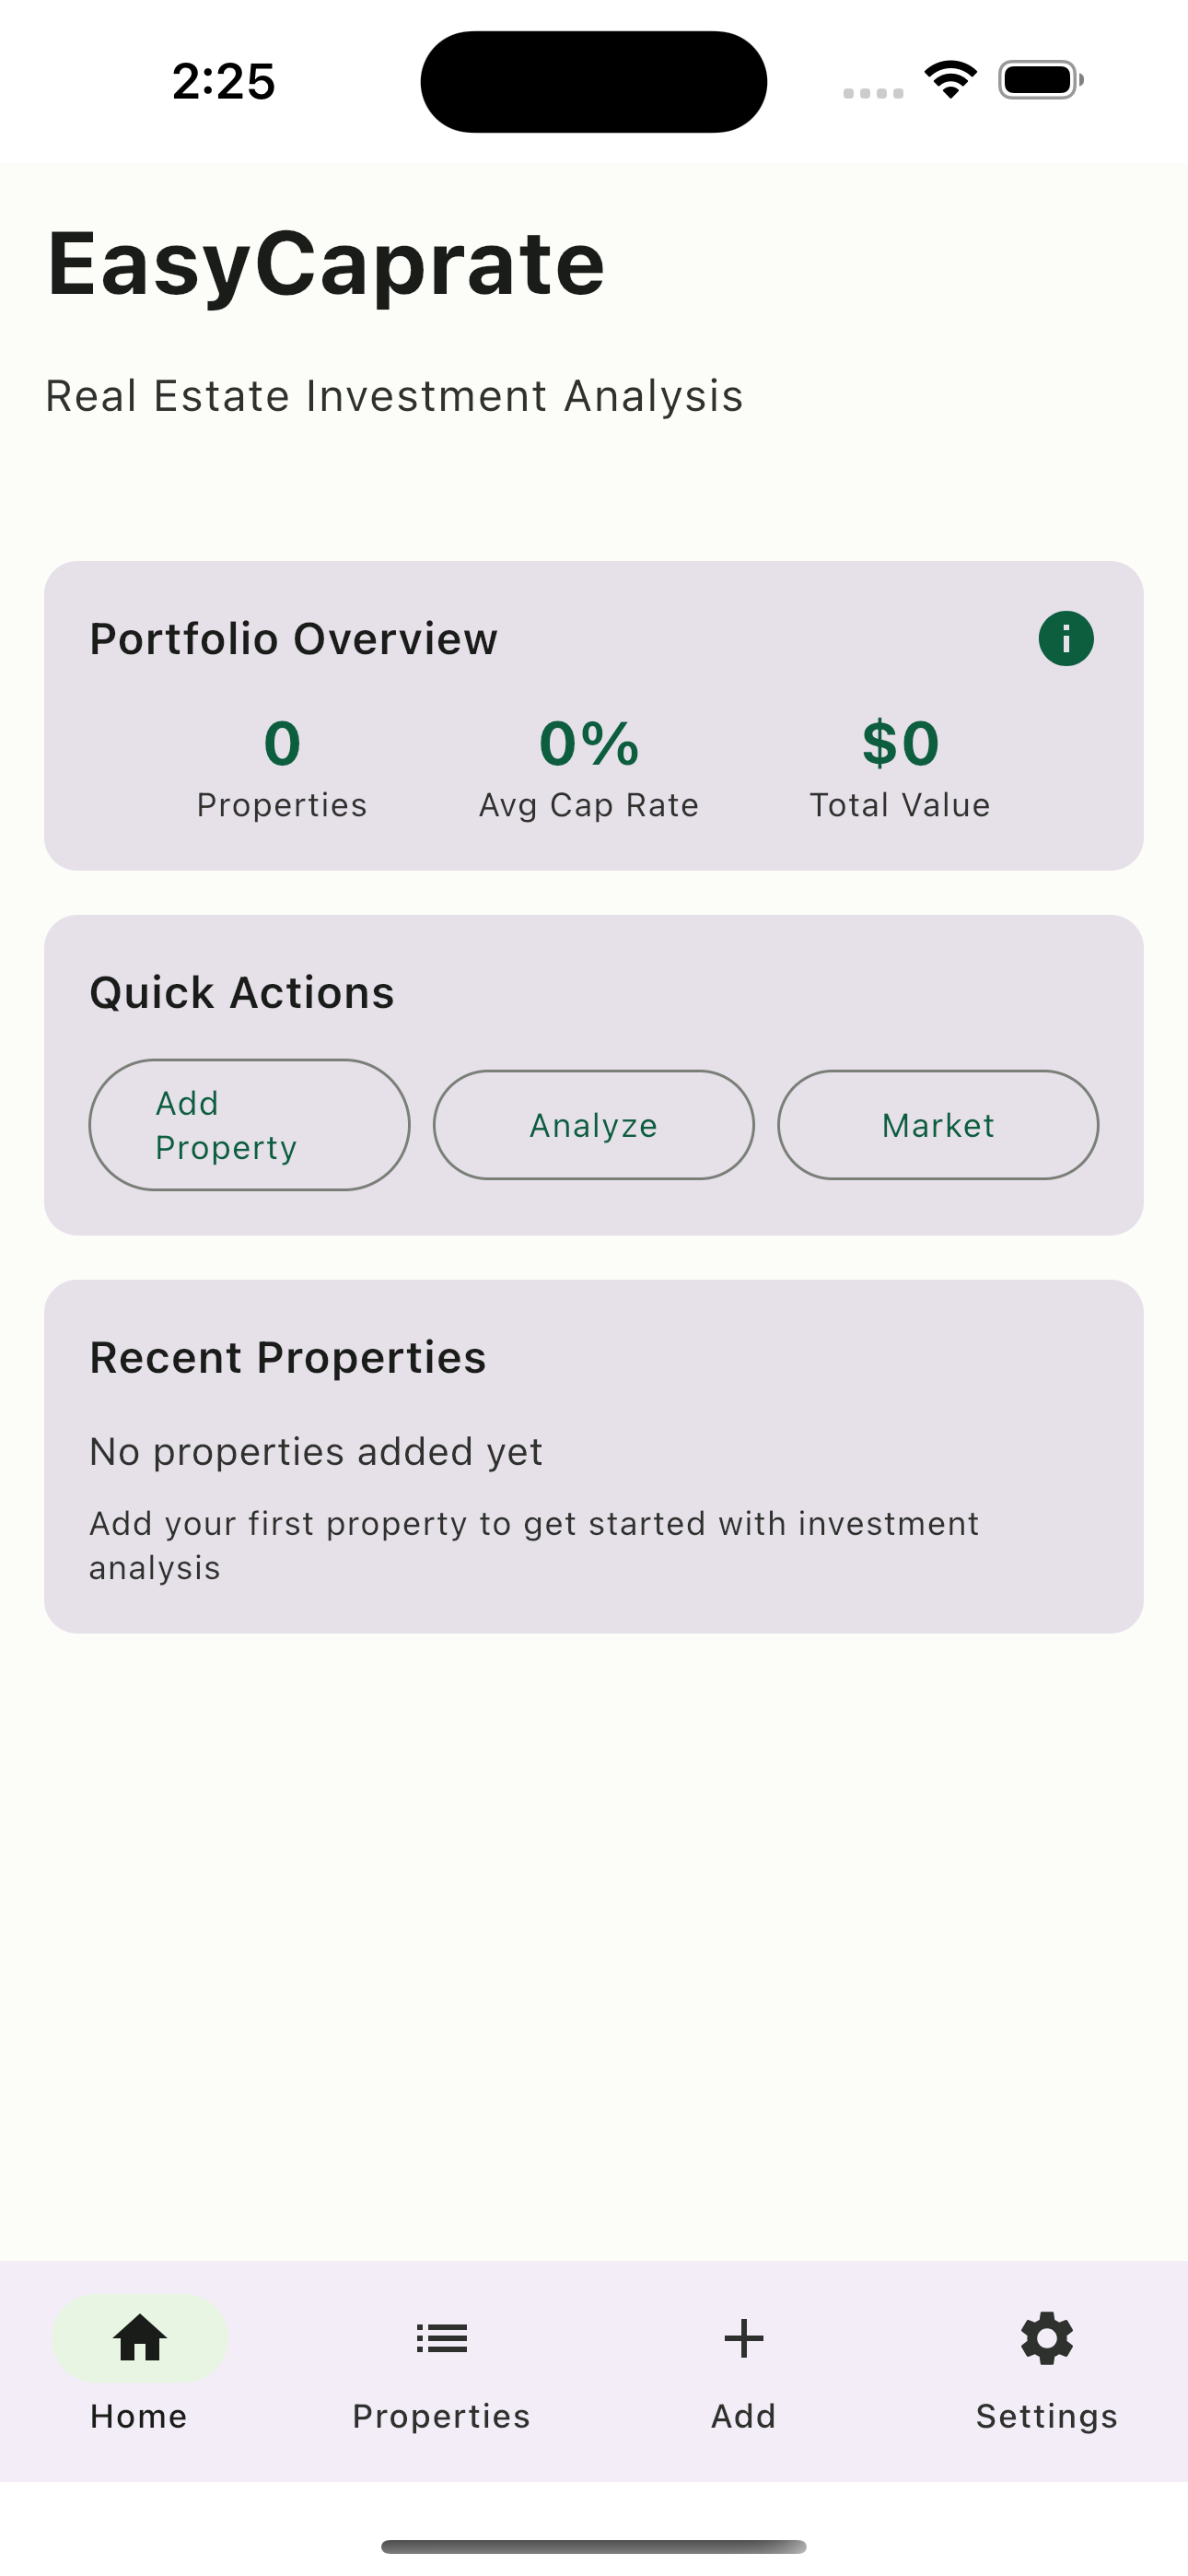 2:25
EasyCaprate
Real Estate Investment Analysis
Portfolio Overview
0
0%
$0
Properties
Avg Cap Rate
Total Value
Quick Actions
Add
Property
Analyze
Market
Recent Properties
No properties added yet
Add your first property to get started with investment
analysis
Home
Properties
Add
Settings